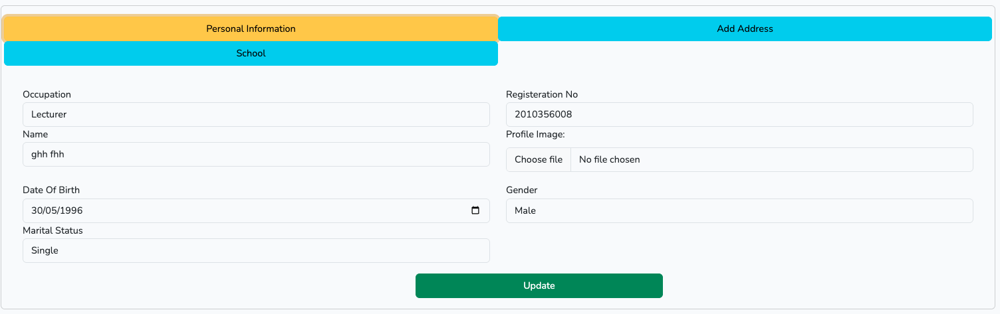 Personal Information Add Address
School
Occupation Registeration No
Lecturer 2010356008
Name Profile Image:
ghh fhh Choose file No file chosen
Date Of Birth Gender
30/05/1996 Male
Marital Status
Single
Update